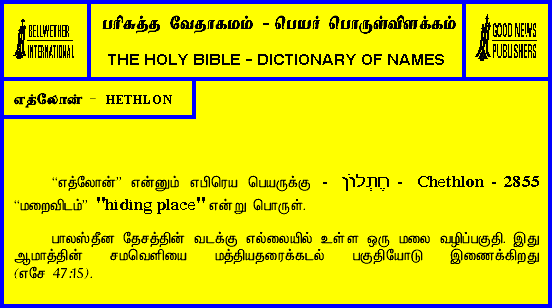 BELLWETHER
INTERNATIONAL
பரிசுத்த வேதாகமம் - பெயர் பொருள்விளக்கம்
THE HOLY BIBLE - DICTIONARY OF NAMES
GOOD NEWS
PUBLISHERS
எத்லோன் - HETHLON
“எத்லோன்” என்னும் எபிரெய பெயருக்கு - חֶתְלוֹן - Chethlon - 2855
“மறைவிடம்” "hiding place" என்று பொருள்.
பாலஸ்தீன தேசத்தின் வடக்கு எல்லையில் உள்ள ஒரு மலை வழிப்பகுதி. இது
ஆமாத்தின் சமவெளியை மத்தியதரைக்கடல் பகுதியோடு இணைக்கிறது
(எசே 47:15).